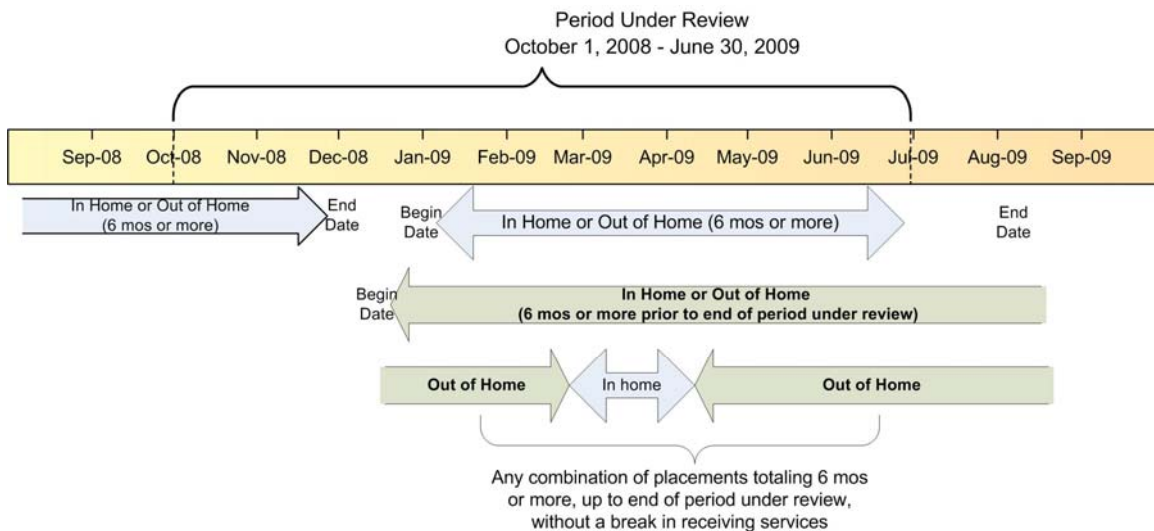 Period Under Review
October 1, 2008 - June 30, 2009
Sep-08 Oct-08 Nov-08 Dec-08 Jan-09 Feb-09 Mar-09 Apr-09 May-09 Jun-09 Jul-09 Aug-09 Sep-09
In Home or Out of Home
(6 mos or more)
End
Date
Begin
Date
In Home or Out of Home (6 mos or more)
End
Date
Begin
Date
In Home or Out of Home
(6 mos or more prior to end of period under review)
Out of Home
In home
Out of Home
Any combination of placements totaling 6 mos
or more, up to end of period under review,
without a break in receiving services